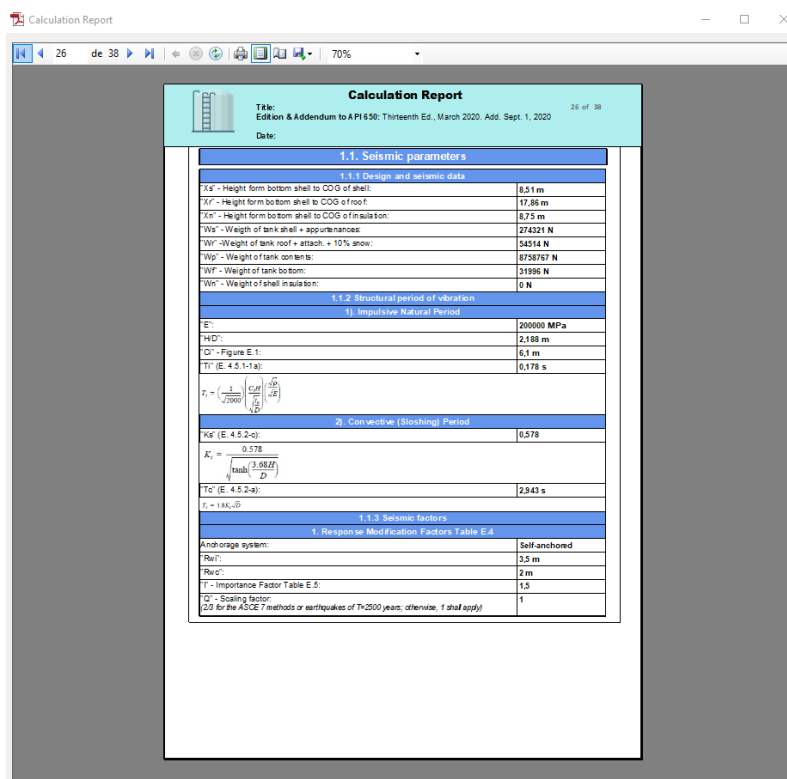 Calculation Report
26 de 38 70%
Calculation Report
Title: 26 of 38
Edition & Addendum to API 650: Thirteenth Ed., March 2020. Add. Sept. 1, 2020
Date:
1.1. Seismic parameters
1.1.1 Design and seismic data
"Xs" - Height form bottom shell to COG of shell: 8,51 m
"Xr" - Height form bottom shell to COG of roof: 17,86 m
"Xn" - Height form bottom shell to COG of insulation: 8,75 m
"Ws" - Weigth of tank shell + appurtenances: 274321 N
"Wr" -Weight of tank roof + attach. + 10% snow: 54514 N
"Wp" - Weight of tank contents: 8758767 N
"Wf" - Weight of tank bottom: 31996 N
"Wn" - Weight of shell insulation: 0 N
1.1.2 Structural period of vibration
1). Impulsive Natural Period
"E": 200000 MPa
"H/D": 2,188 m
"Ci" - Figure E.1: 6,1 m
"Ti" (E. 4.5.1-1a): 0,178 s
2). Convective (Sloshing) Period
"Ks" (E. 4.5.2-c): 0,578
K_s = 0.578 / √tanh(3.68H / D)
"Tc" (E. 4.5.2-a): 2,943 s
T_c = 1.8K_s√D
1.1.3 Seismic factors
1. Response Modification Factors Table E.4
Anchorage system: Self-anchored
"Rwi": 3,5 m
"Rwc": 2 m
"I" - Importance Factor Table E.5: 1,5
"Q" - Scaling factor: 1
(2/3 for the ASCE 7 methods or earthquakes of T=2500 years; otherwise, 1 shall apply)